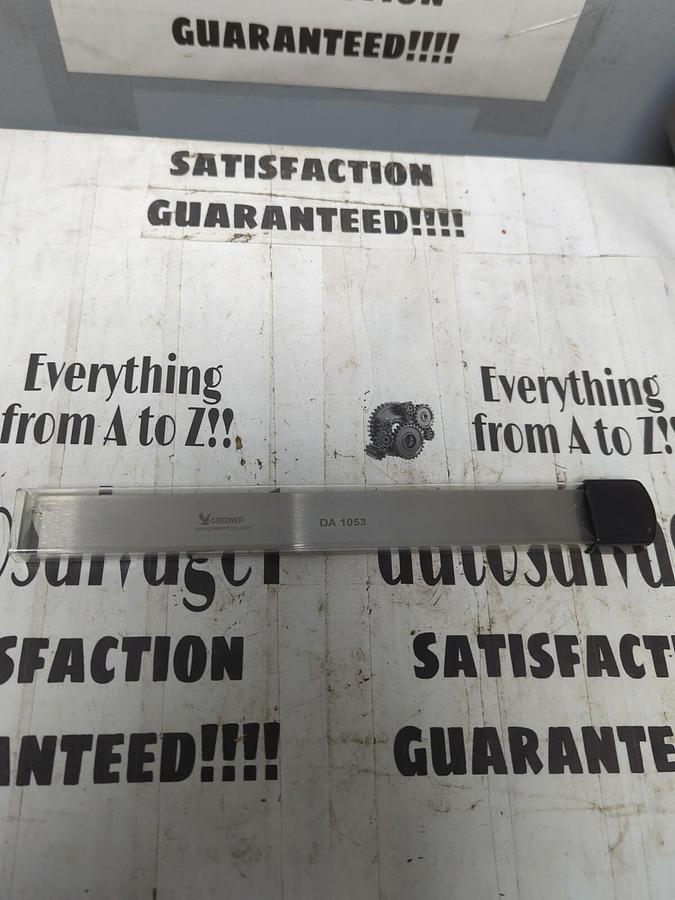 GUARANTEED!!!!
SATISFACTION
GUARANTEED!!!!
Everything
from A to Z!!
Everything
from A to Z!!
GREENER
DA 1053
SFACTION
SATISFACT
ANTEED!!!!
GUARANTE